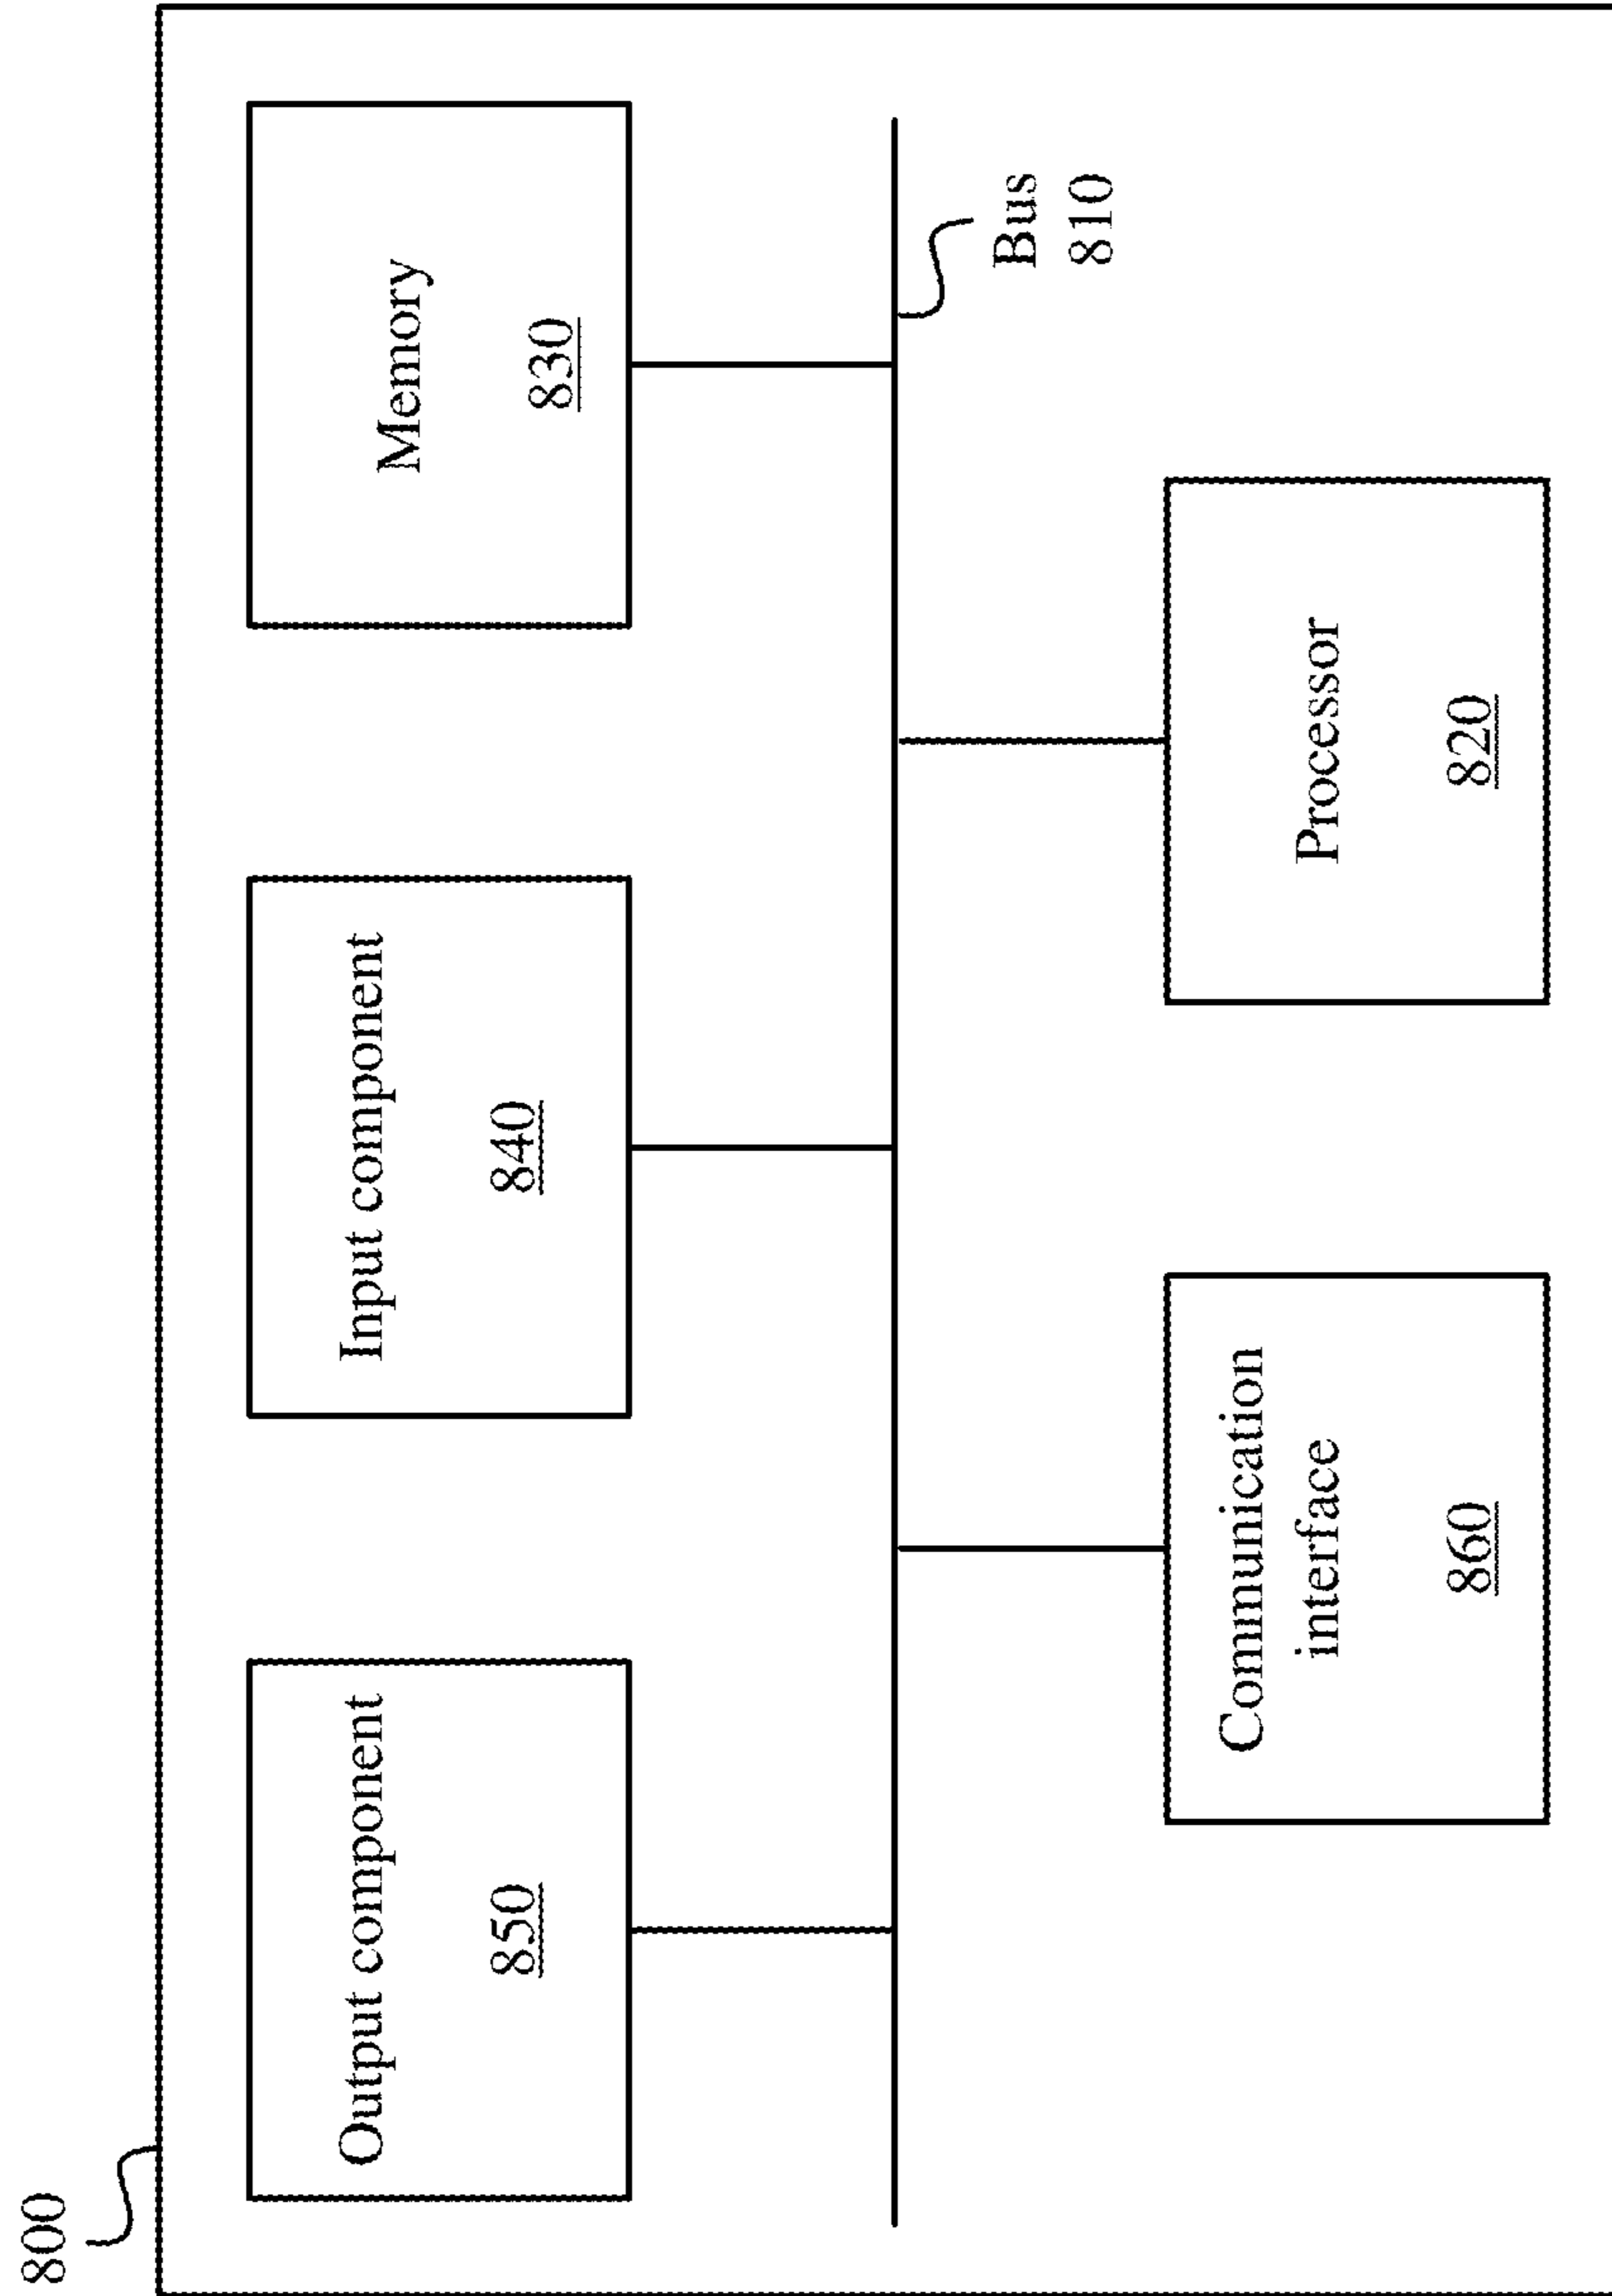 800
Output component
850
Input component
840
Memory
830
Bus
810
Communication
interface
860
Processor
820